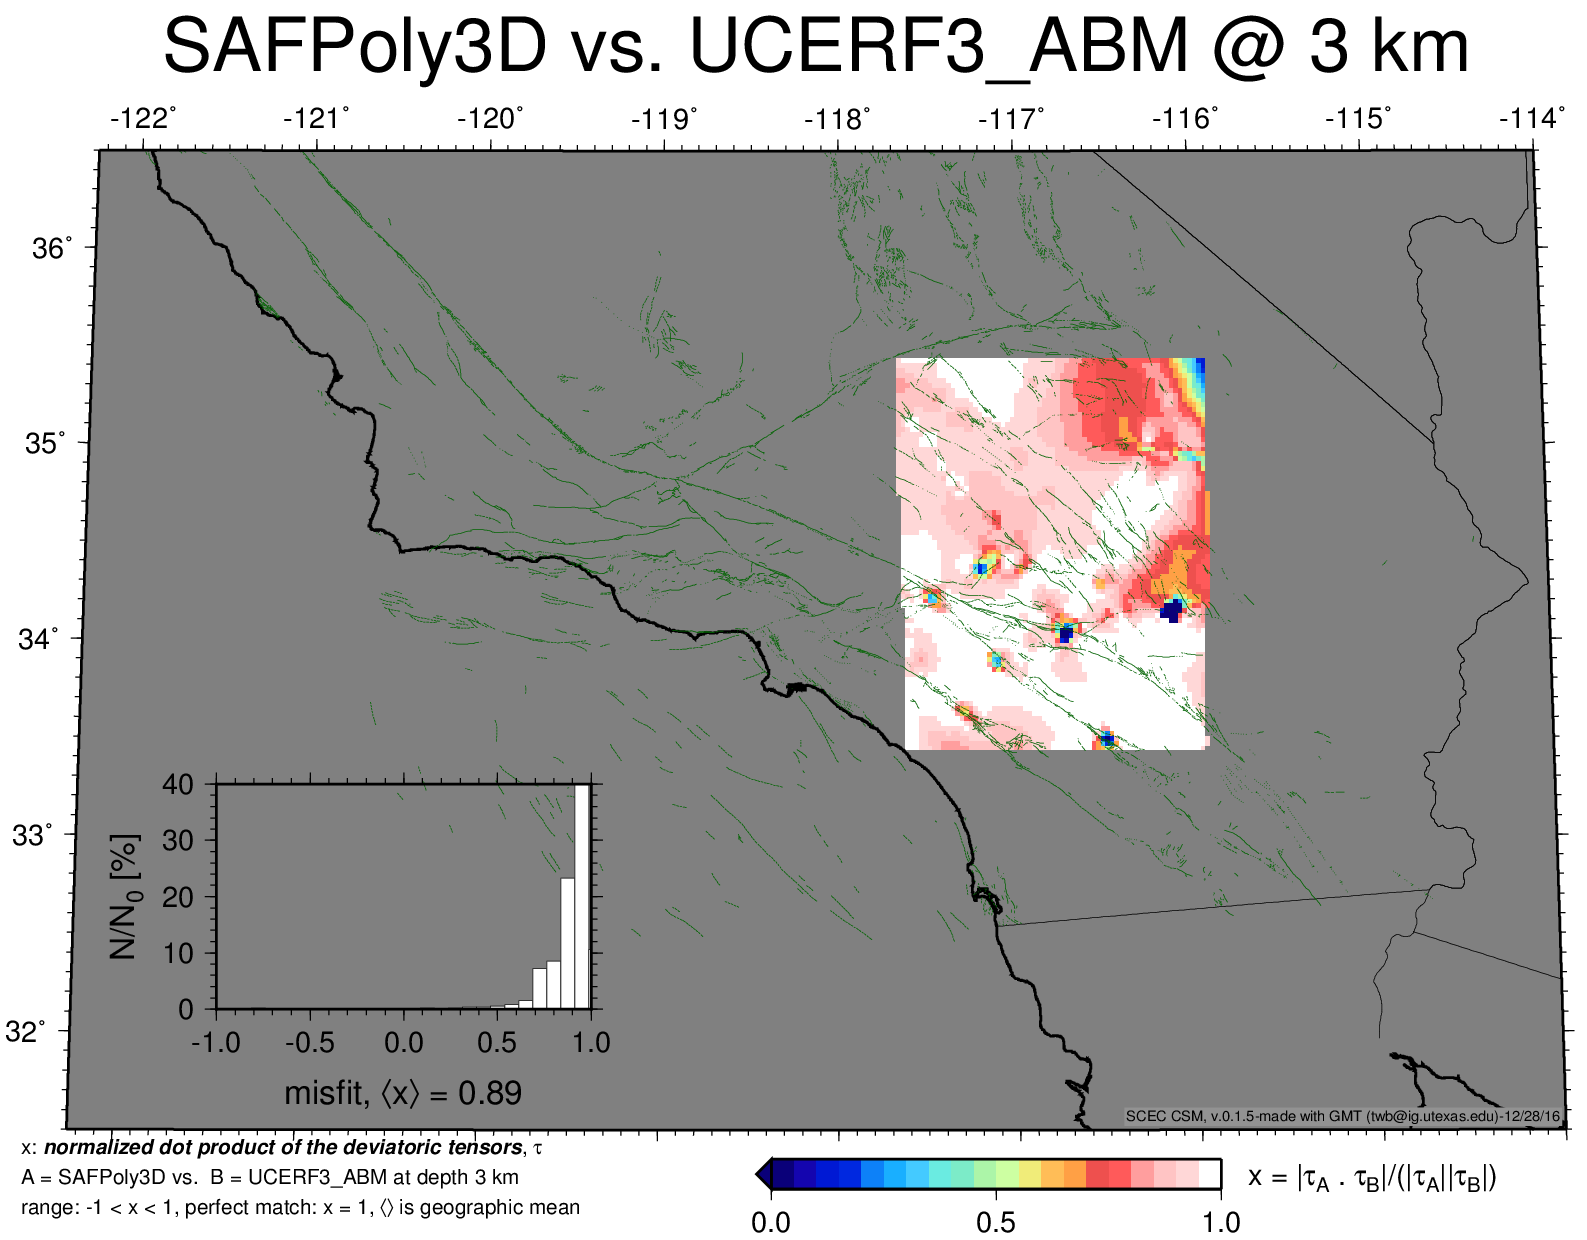 SAFPoly3D vs. UCERF3_ABM @ 3 km
-122˚ -121˚ -120˚ -119˚ -118˚ -117˚ -116˚ -115˚ -114˚
36˚
35˚
34˚
33˚
32˚
40
30
20
10
0
N/N0 [%]
-1.0 -0.5 0.0 0.5 1.0
misfit, ⟨x⟩ = 0.89
SCEC CSM, v.0.1.5-made with GMT (twb@ig.utexas.edu)-12/28/16
x: normalized dot product of the deviatoric tensors, τ
A = SAFPoly3D vs. B = UCERF3_ABM at depth 3 km
range: -1 < x < 1, perfect match: x = 1, ⟨⟩ is geographic mean
x = |τA . τB|/(|τA||τB|)
0.0 0.5 1.0